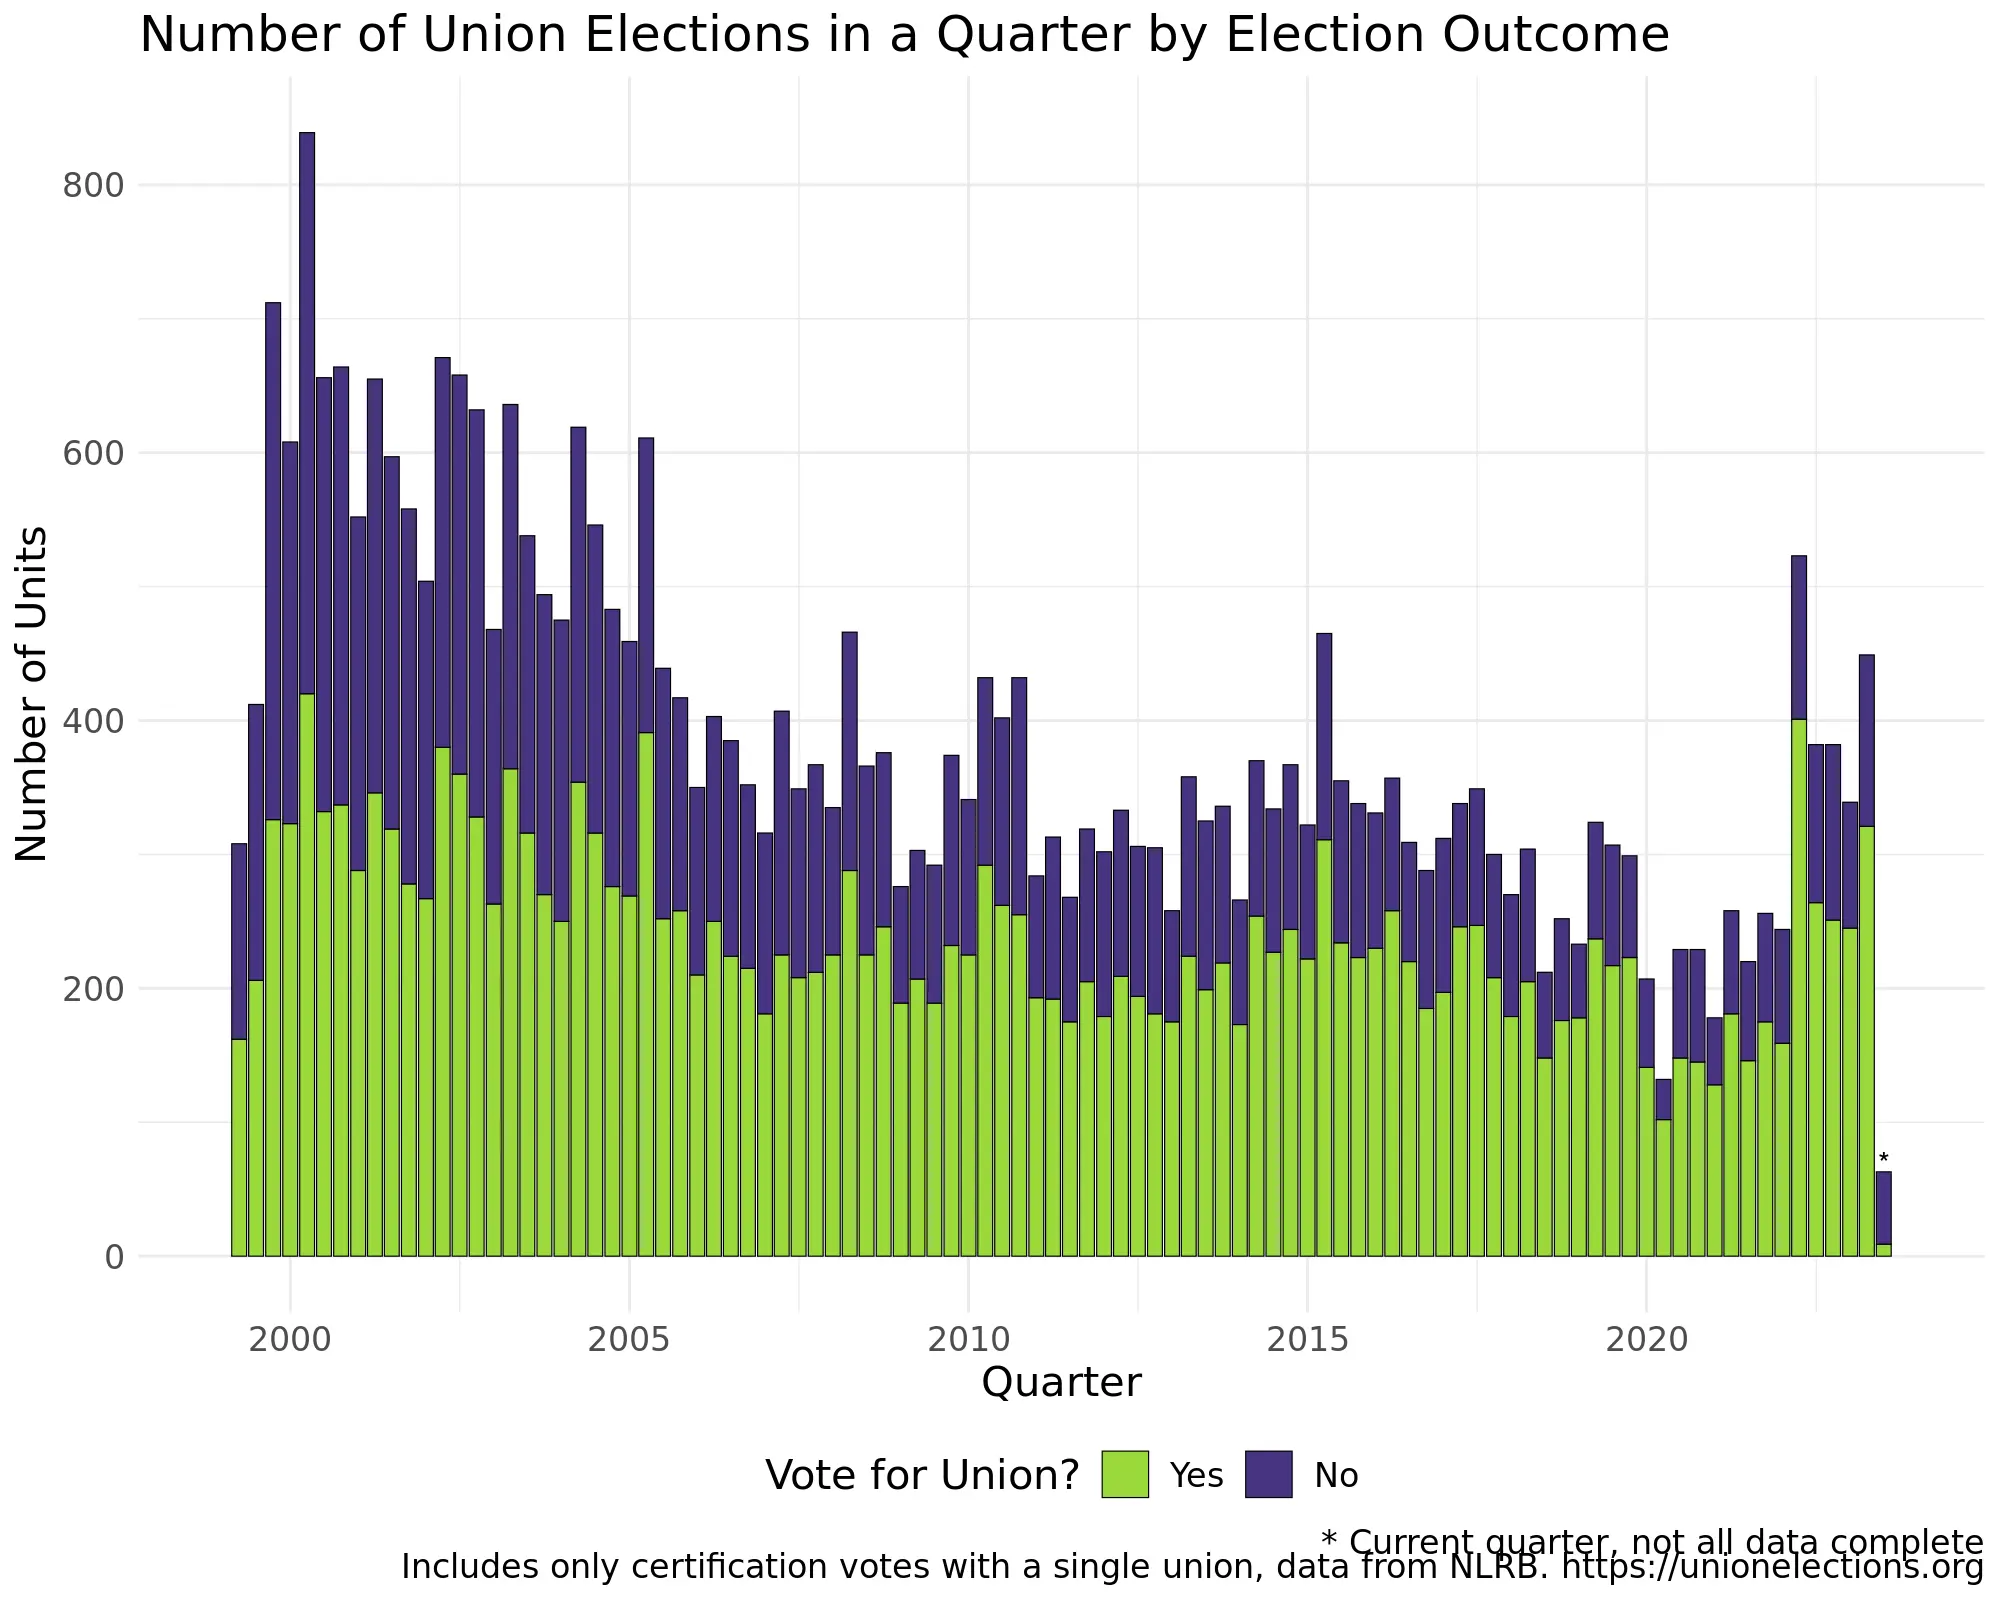 Number of Union Elections in a Quarter by Election Outcome
Number of Units
800
600
400
200
0
*
2000 2005 2010 2015 2020
Quarter
Vote for Union? Yes No
* Current quarter, not all data complete
Includes only certification votes with a single union, data from NLRB. https://unionelections.org